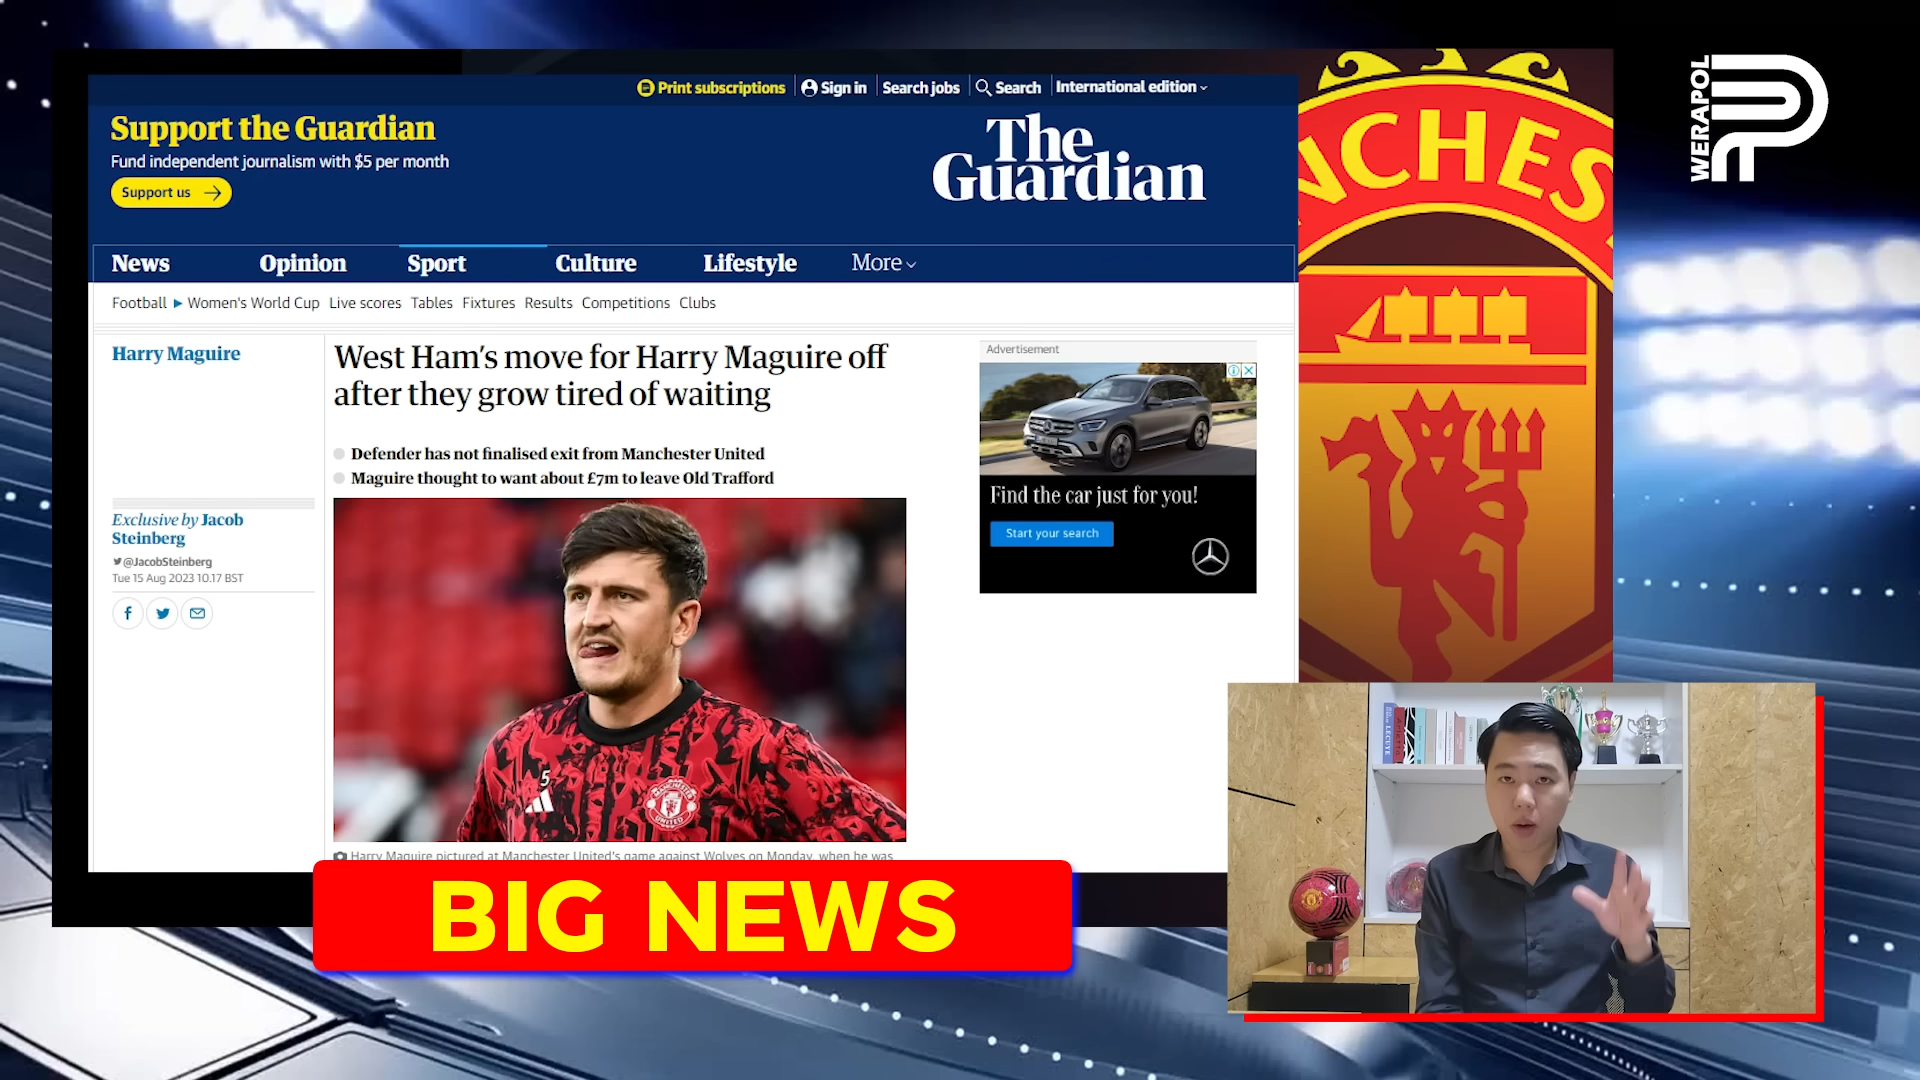 Print subscriptions
Sign in
Search jobs
Search
International edition
Support the Guardian
Fund independent journalism with $5 per month
Support us
The
Guardian
News
Opinion
Sport
Culture
Lifestyle
More
Football
Women's World Cup
Live scores
Tables
Fixtures
Results
Competitions
Clubs
Harry Maguire
West Ham's move for Harry Maguire off
after they grow tired of waiting
Defender has not finalised exit from Manchester United
Maguire thought to want about £7m to leave Old Trafford
Exclusive by Jacob
Steinberg
@JacobSteinberg
Tue 15 Aug 2023 10.17 BST
Advertisement
Find the car just for you!
Start your search
5
MANCHESTER
UNITED
Harry Maguire pictured at Manchester United's game against Wolves on Monday, when he was
BIG NEWS
NCHES
WERAPOL